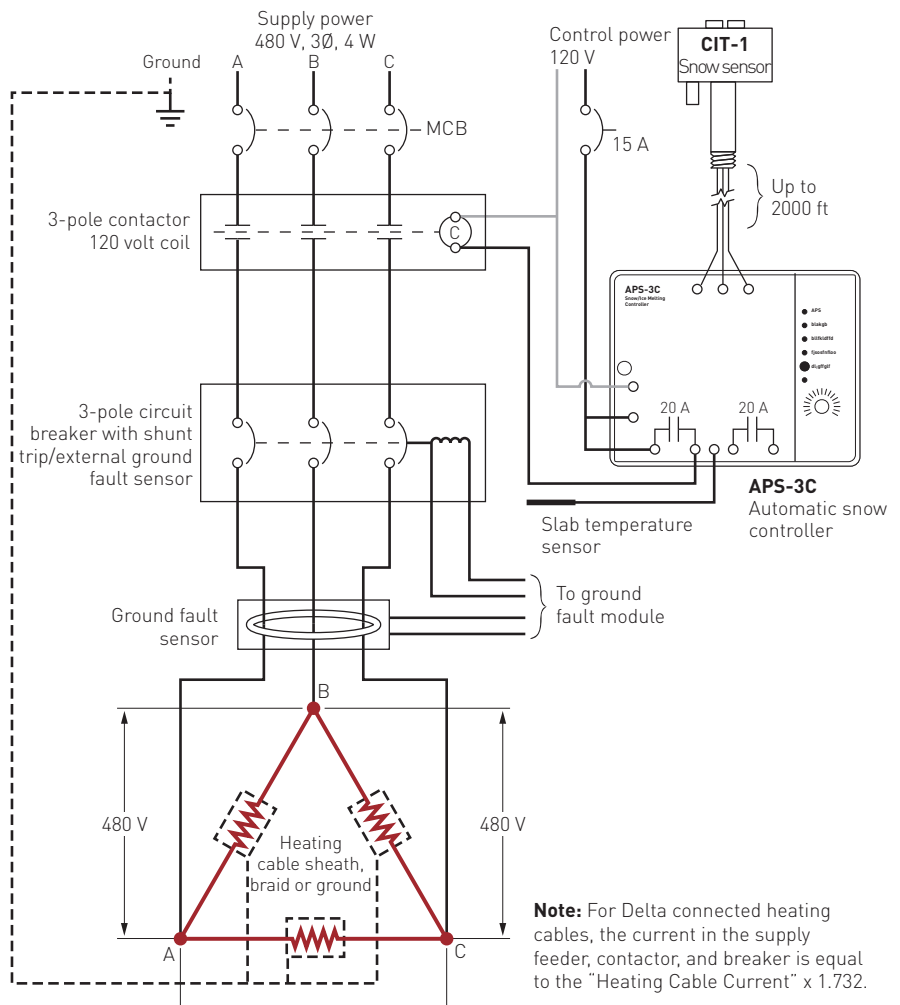 Supply power
480 V, 3Ø, 4 W
Ground
A
B
C
MCB
Control power
120 V
15 A
CIT-1
Snow sensor
Up to
2000 ft
3-pole contactor
120 volt coil
C
APS-3C
Snow/Ice Melting
Controller
APS
20 A
20 A
APS-3C
Automatic snow
controller
3-pole circuit
breaker with shunt
trip/external ground
fault sensor
Slab temperature
sensor
To ground
fault module
Ground fault
sensor
B
480 V
480 V
Heating
cable sheath,
braid or ground
A
C
Note: For Delta connected heating
cables, the current in the supply
feeder, contactor, and breaker is equal
to the "Heating Cable Current" x 1.732.